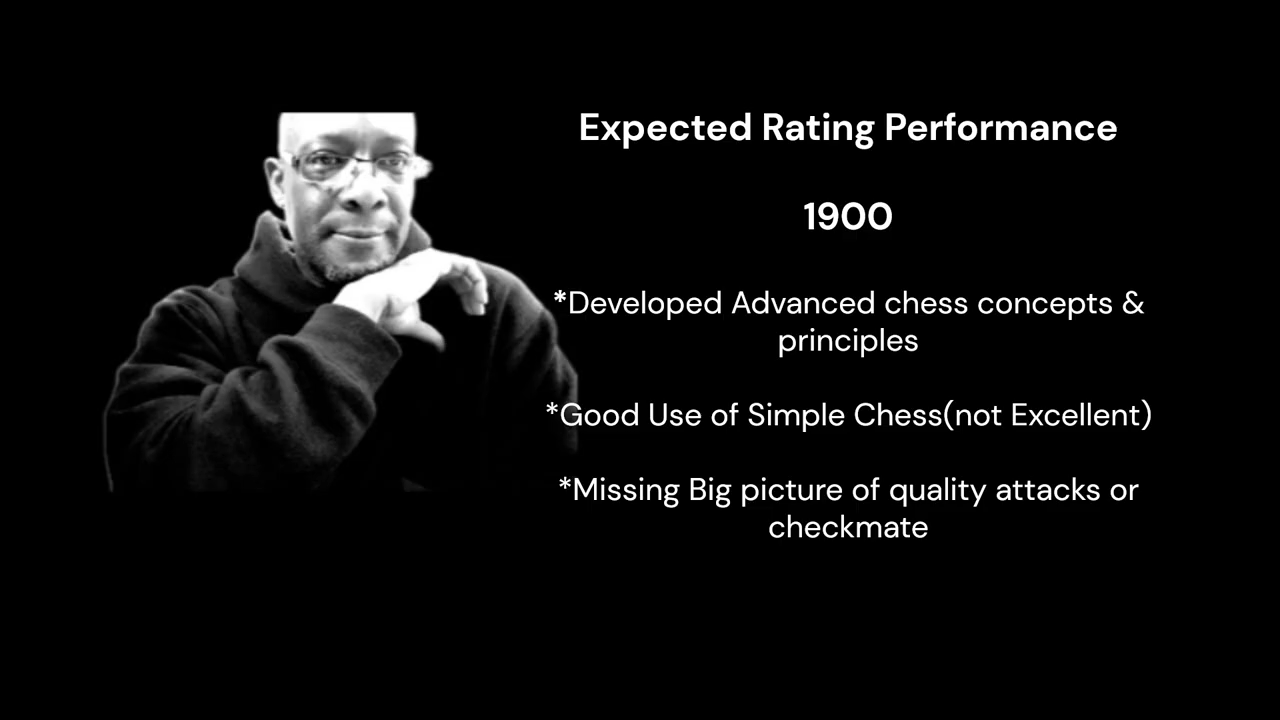 Expected Rating Performance
1900
*Developed Advanced chess concepts &
principles
*Good Use of Simple Chess(not Excellent)
*Missing Big picture of quality attacks or
checkmate